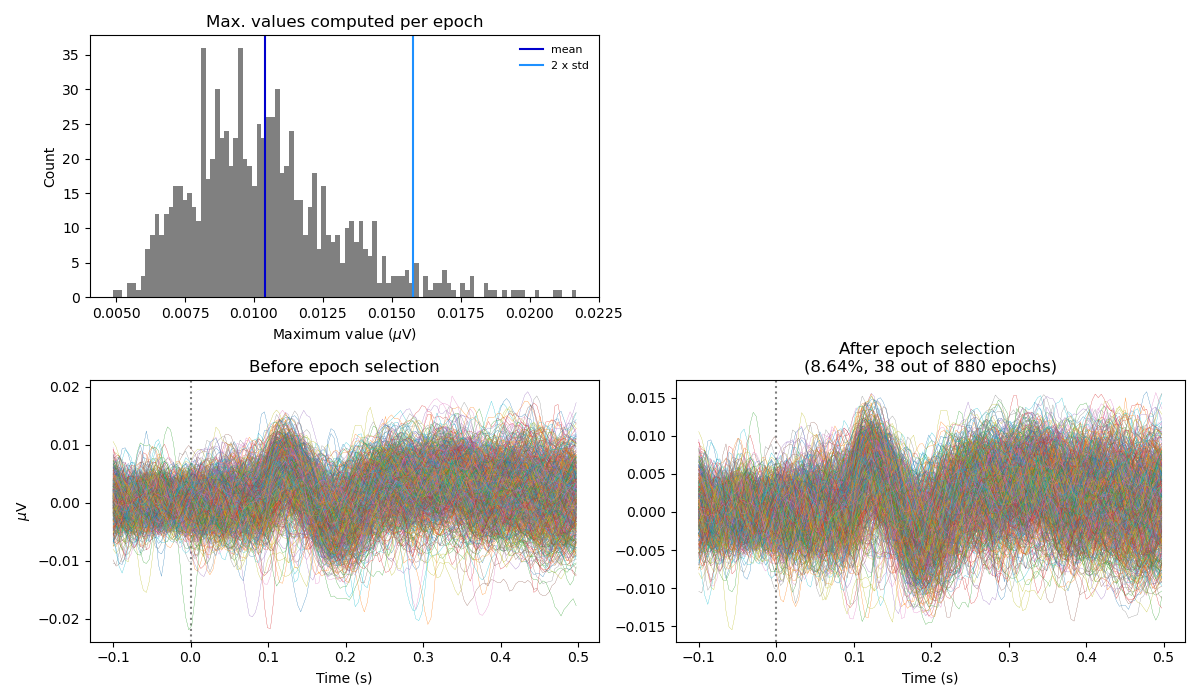 Max. values computed per epoch
35
30
25
20
15
10
5
0
Count
mean
2 x std
0.0050 0.0075 0.0100 0.0125 0.0150 0.0175 0.0200 0.0225
Maximum value (μV)
Before epoch selection
0.02
0.01
0.00
−0.01
−0.02
μV
−0.1 0.0 0.1 0.2 0.3 0.4 0.5
Time (s)
After epoch selection
(8.64%, 38 out of 880 epochs)
0.015
0.010
0.005
0.000
−0.005
−0.010
−0.015
−0.1 0.0 0.1 0.2 0.3 0.4 0.5
Time (s)